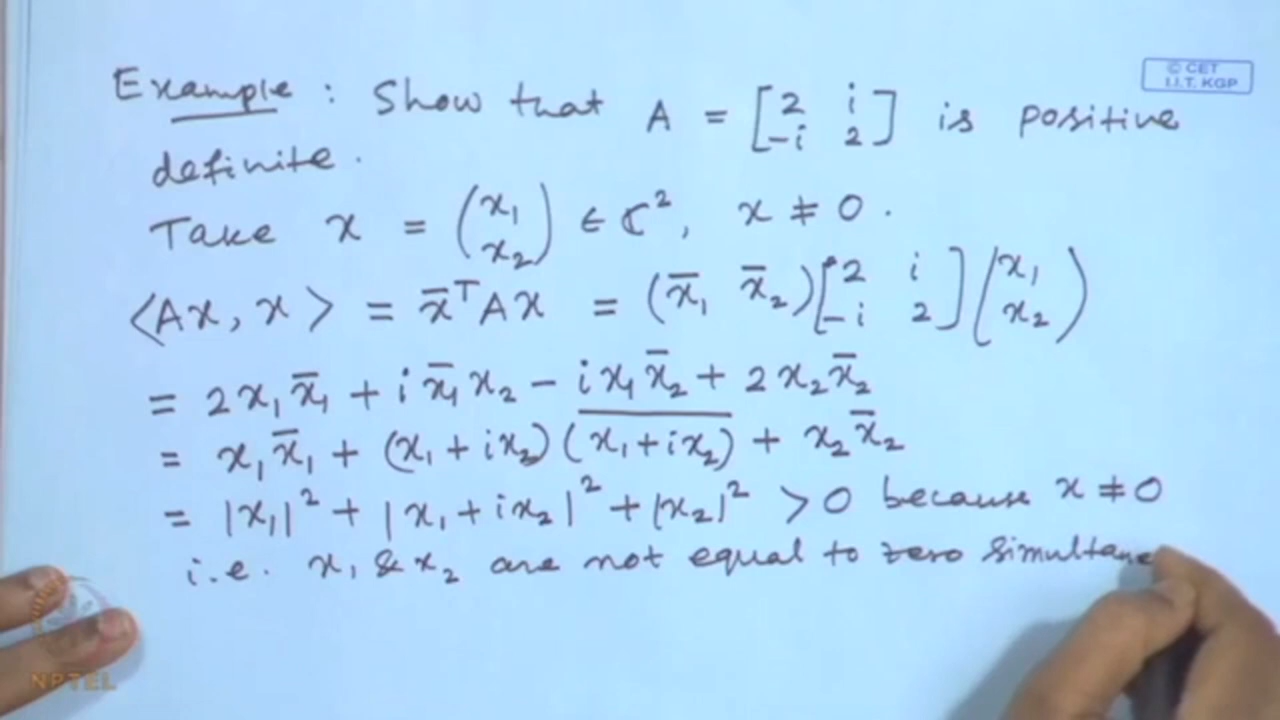 Example : Show that A = [2 i; -i 2] is positive
© CET
I.I.T. KGP
definite.
Take x = (x₁; x₂) ∈ ℂ², x ≠ 0.
⟨Ax, x⟩ = x̄ᵀAx = (x̄₁ x̄₂)[2 i; -i 2](x₁; x₂)
= 2x₁x̄₁ + i x̄₁x₂ − i x₁x̄₂ + 2x₂x̄₂
= x₁x̄₁ + (x₁ + ix₂)(x₁ + ix₂)‾ + x₂x̄₂
= |x₁|² + |x₁ + ix₂|² + |x₂|² > 0 because x ≠ 0
i.e. x₁ & x₂ are not equal to zero simultane
NPTEL